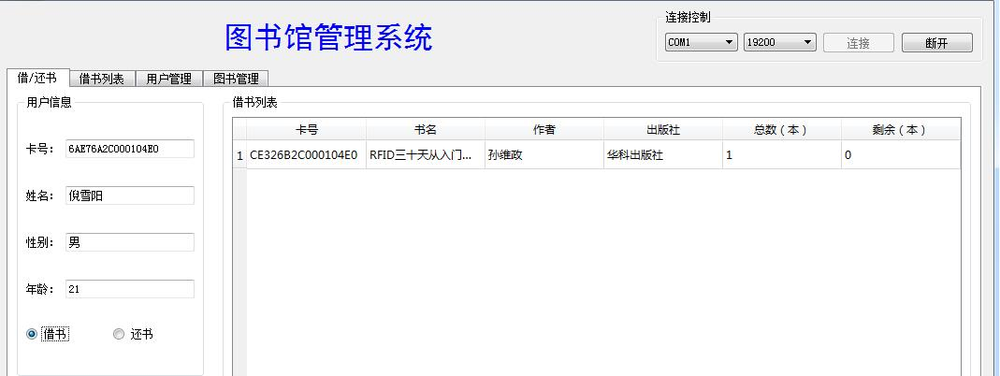 图书馆管理系统
连接控制
COM1 19200 连接 断开
借/还书 借书列表 用户管理 图书管理
用户信息
卡号： 6AE76A2C000104E0
姓名： 倪雪阳
性别： 男
年龄： 21
借书 还书
借书列表
卡号 书名 作者 出版社 总数（本） 剩余（本）
1 CE326B2C000104E0 RFID三十天从入门... 孙维政 华科出版社 1 0